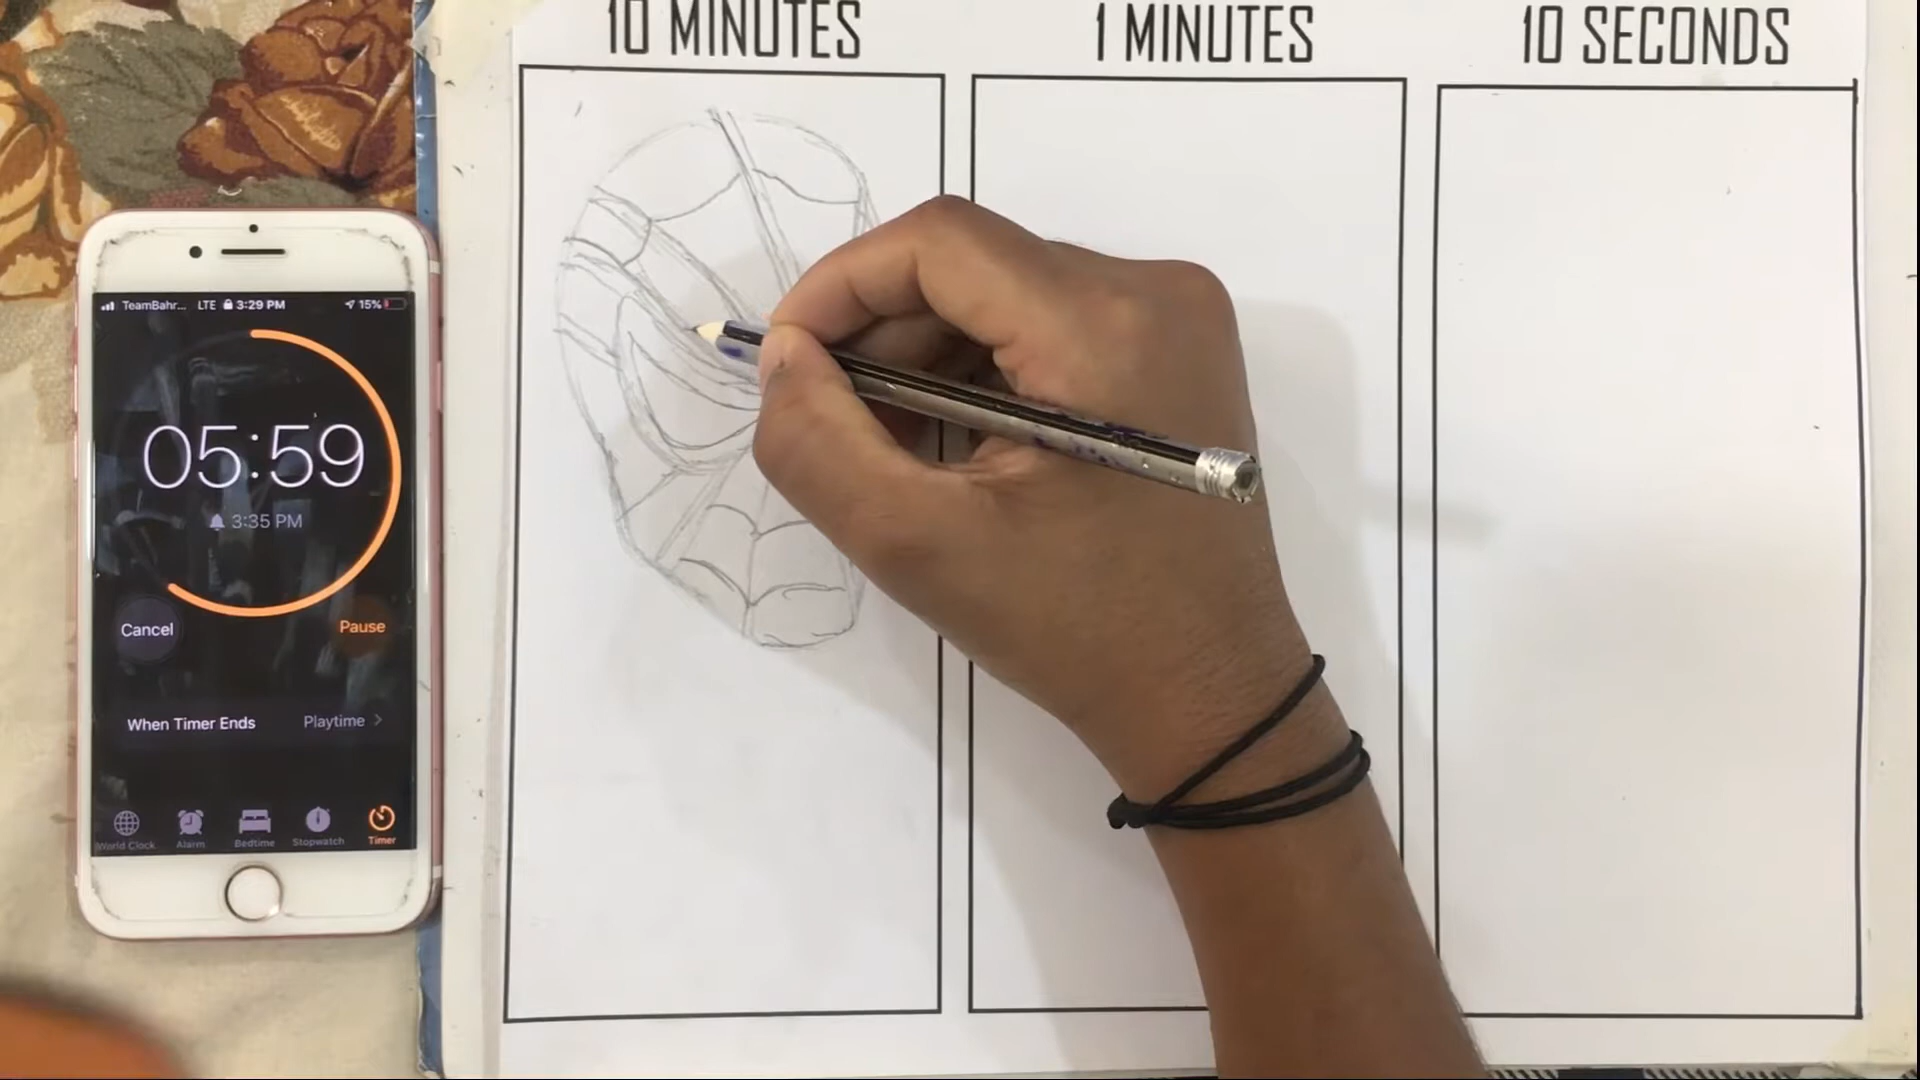 10 MINUTES
1 MINUTES
10 SECONDS
TeamBahr... LTE 3:29 PM 15%
05:59
3:35 PM
Cancel
Pause
When Timer Ends Playtime
World Clock Alarm Bedtime Stopwatch Timer